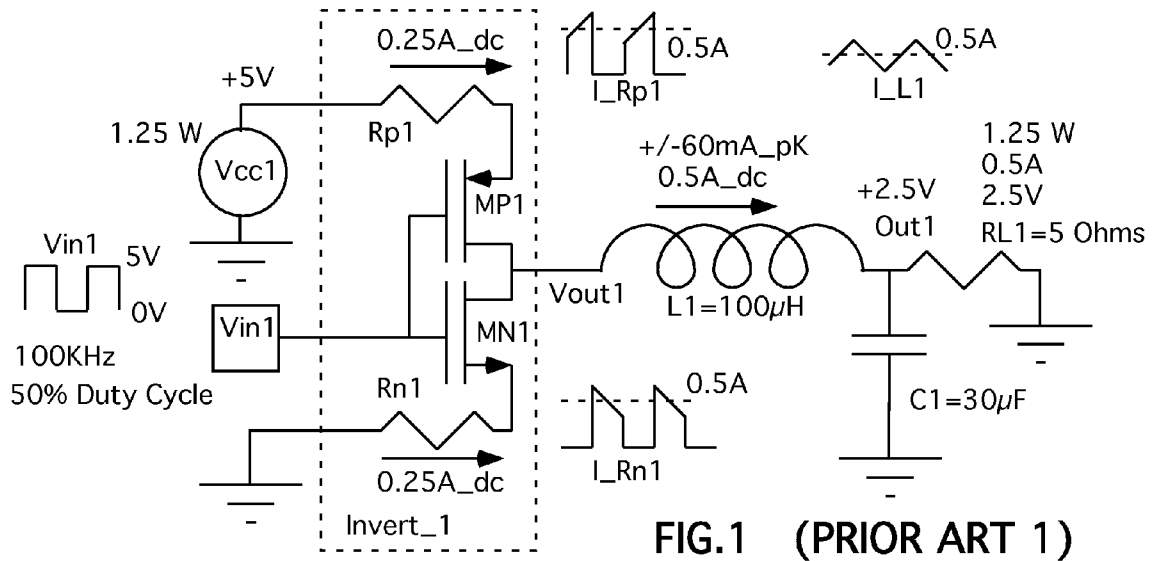 0.25A_dc
+5V
1.25 W
Vcc1
Rp1
MP1
I_Rp1
0.5A
0.5A
I_L1
+/-60mA_pK
0.5A_dc
1.25 W
0.5A
2.5V
RL1=5 Ohms
+2.5V
Out1
Vin1
5V
0V
100KHz
50% Duty Cycle
Vin1
MN1
Rn1
0.25A_dc
Invert_1
Vout1
L1=100µH
0.5A
I_Rn1
C1=30µF
FIG.1 (PRIOR ART 1)